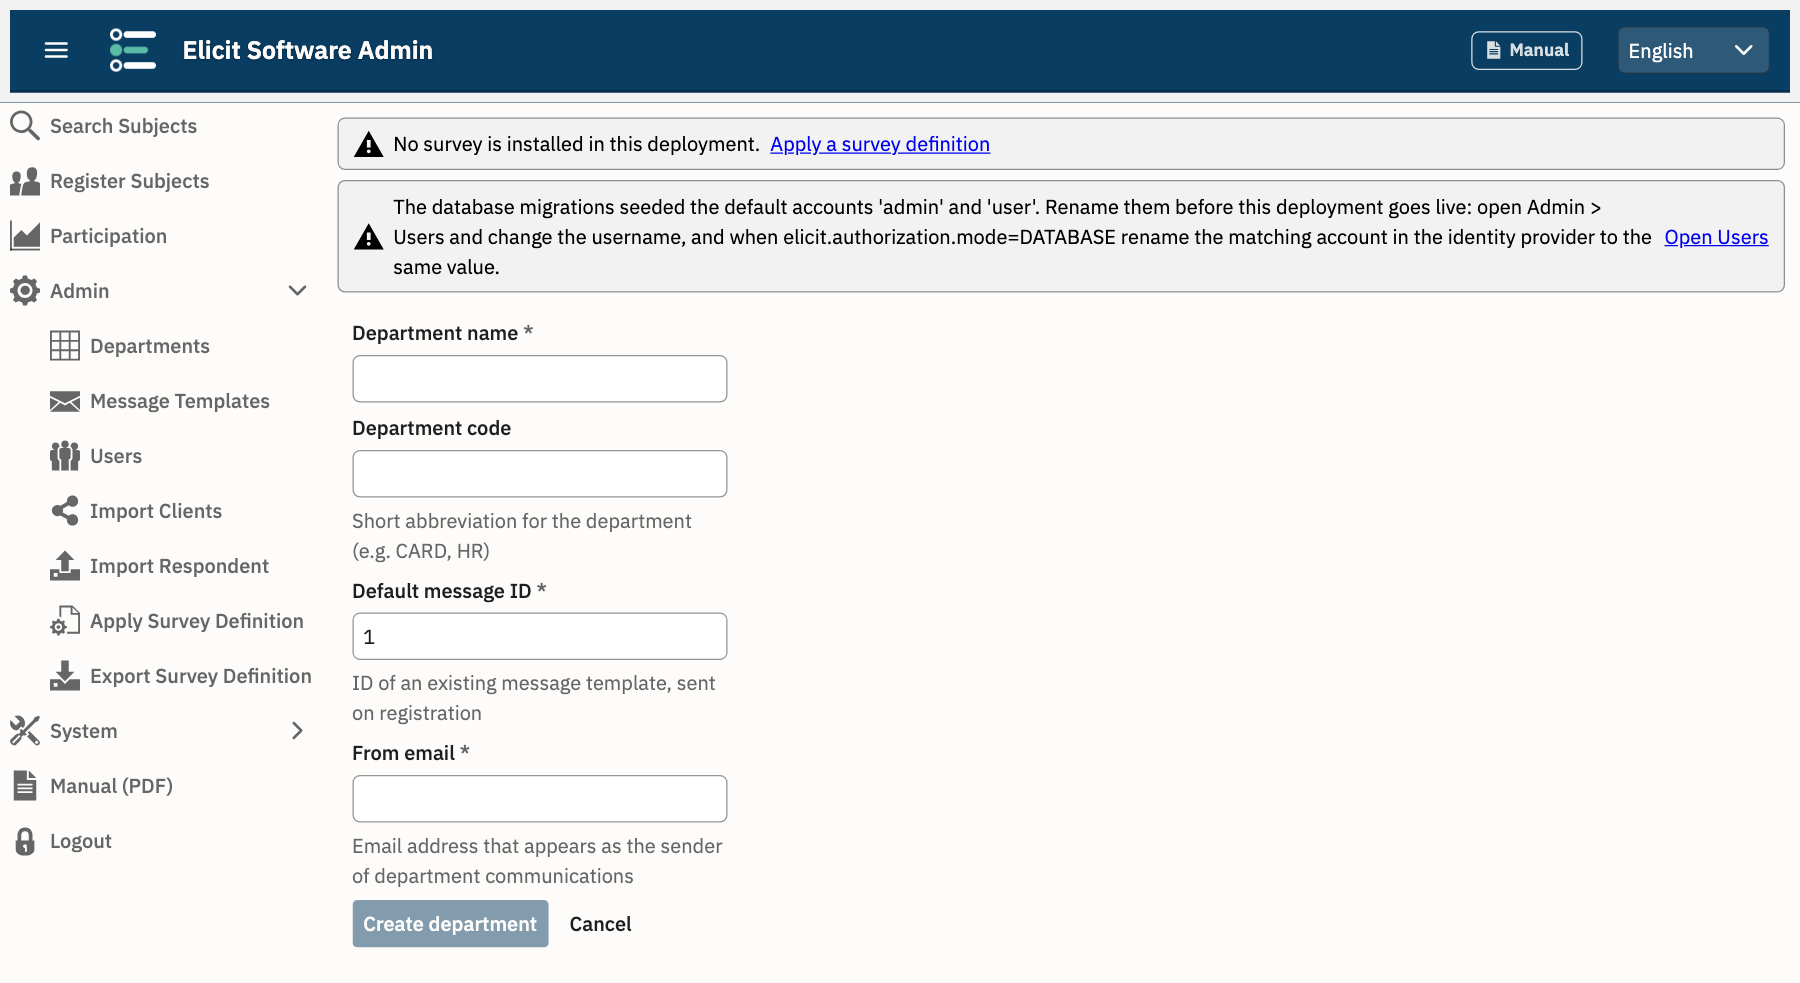 Elicit Software Admin
Manual
English
Search Subjects
Register Subjects
Participation
Admin
Departments
Message Templates
Users
Import Clients
Import Respondent
Apply Survey Definition
Export Survey Definition
System
Manual (PDF)
Logout
No survey is installed in this deployment. Apply a survey definition
The database migrations seeded the default accounts 'admin' and 'user'. Rename them before this deployment goes live: open Admin >
Users and change the username, and when elicit.authorization.mode=DATABASE rename the matching account in the identity provider to the
same value.
Open Users
Department name *
Department code
Short abbreviation for the department
(e.g. CARD, HR)
Default message ID *
1
ID of an existing message template, sent
on registration
From email *
Email address that appears as the sender
of department communications
Create department
Cancel